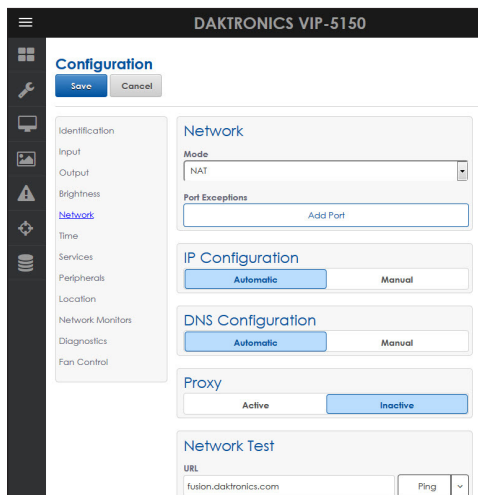 DAKTRONICS VIP-5150
Configuration
Save Cancel
Identification
Input
Output
Brightness
Network
Time
Services
Peripherals
Location
Network Monitors
Diagnostics
Fan Control
Network
Mode
NAT
Port Exceptions
Add Port
IP Configuration
Automatic Manual
DNS Configuration
Automatic Manual
Proxy
Active Inactive
Network Test
URL
fusion.daktronics.com Ping